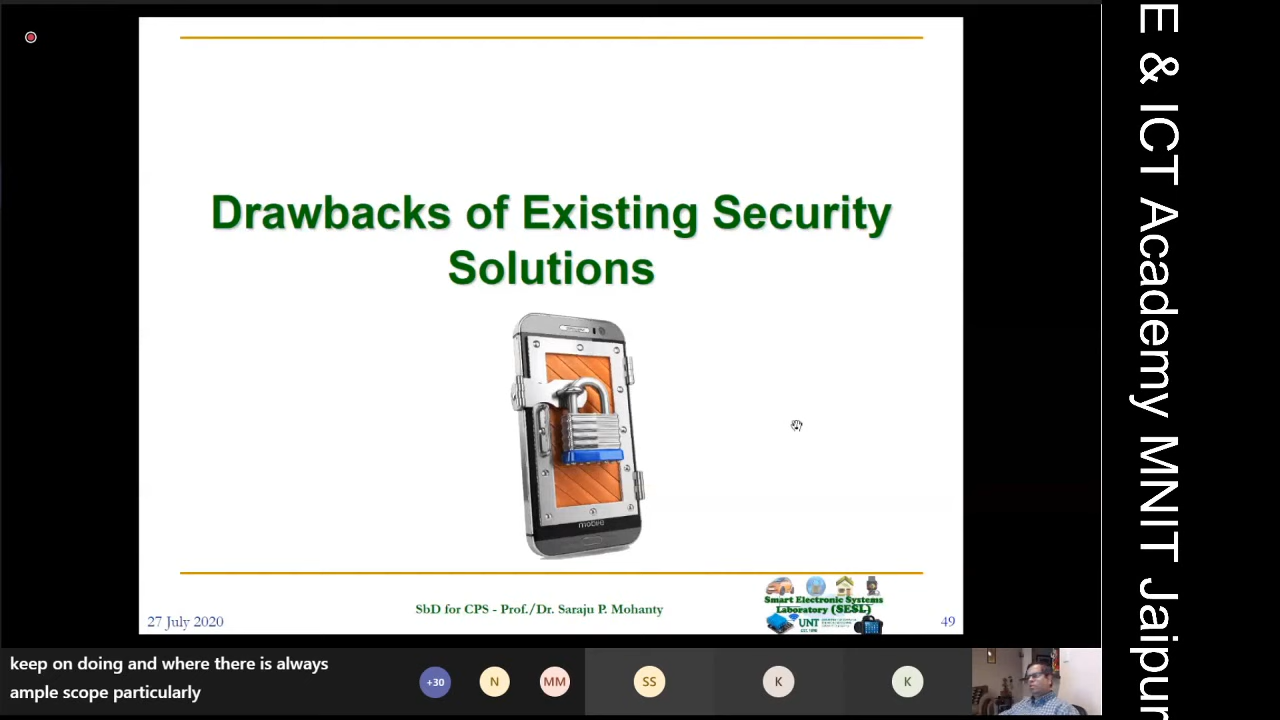 Drawbacks of Existing Security
Solutions
mobile
SbD for CPS - Prof./Dr. Saraju P. Mohanty
Smart Electronic Systems
Laboratory (SESL)
UNT
27 July 2020
49
keep on doing and where there is always
ample scope particularly
+30
N
MM
SS
K
K
E & ICT Academy MNIT Jaipur